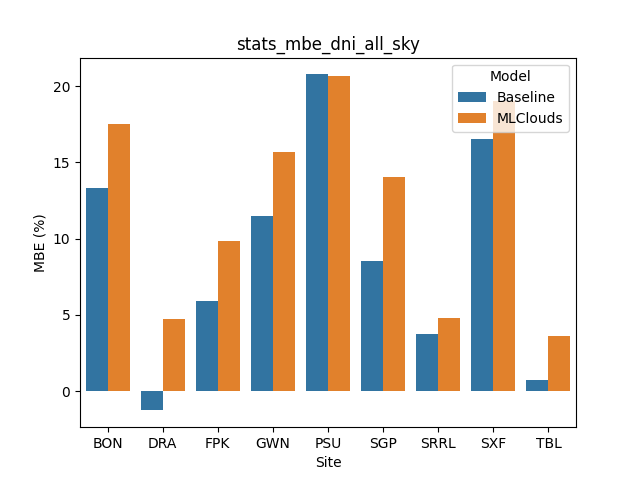 stats_mbe_dni_all_sky
Model
Baseline
MLClouds
MBE (%)
20
15
10
5
0
BON DRA FPK GWN PSU SGP SRRL SXF TBL
Site